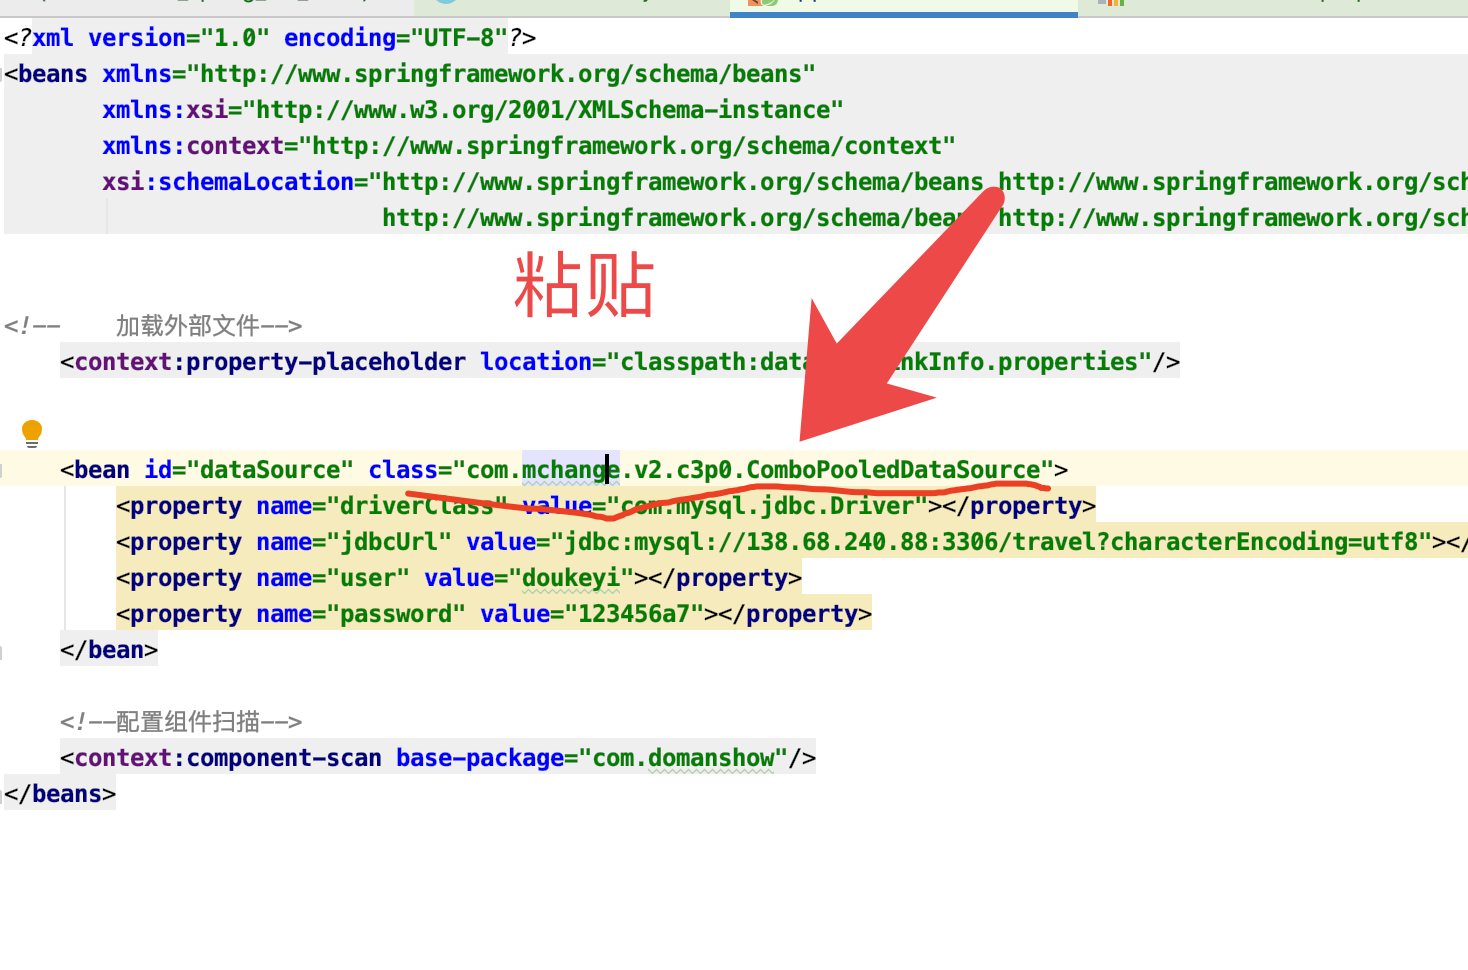 <?xml version="1.0" encoding="UTF-8"?>
<beans xmlns="http://www.springframework.org/schema/beans"
xmlns:xsi="http://www.w3.org/2001/XMLSchema-instance"
xmlns:context="http://www.springframework.org/schema/context"
xsi:schemaLocation="http://www.springframework.org/schema/beans http://www.springframework.org/sch
http://www.springframework.org/schema/bea http://www.springframework.org/sch
粘贴
<!-- 加载外部文件-->
<context:property-placeholder location="classpath:data nkInfo.properties"/>
<bean id="dataSource" class="com.mchange.v2.c3p0.ComboPooledDataSource">
<property name="driverClass" value="com.mysql.jdbc.Driver"></property>
<property name="jdbcUrl" value="jdbc:mysql://138.68.240.88:3306/travel?characterEncoding=utf8"></
<property name="user" value="doukeyi"></property>
<property name="password" value="123456a7"></property>
</bean>
<!--配置组件扫描-->
<context:component-scan base-package="com.domanshow"/>
</beans>